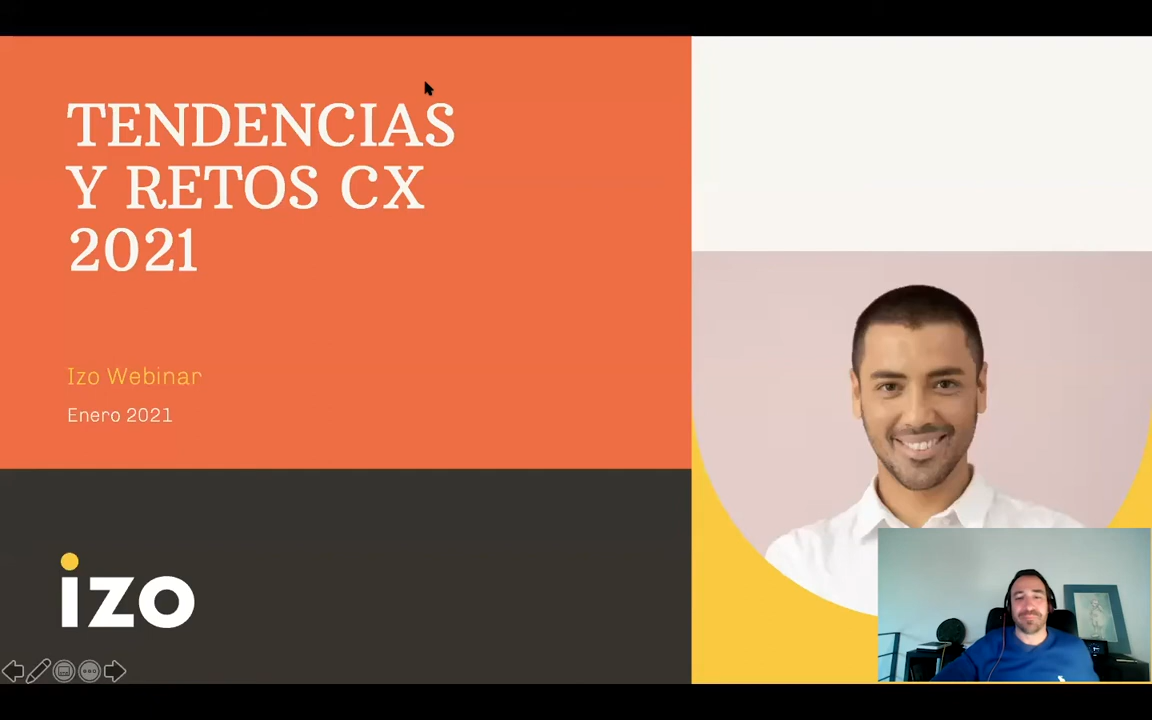 TENDENCIAS
Y RETOS CX
2021
Izo Webinar
Enero 2021
izo